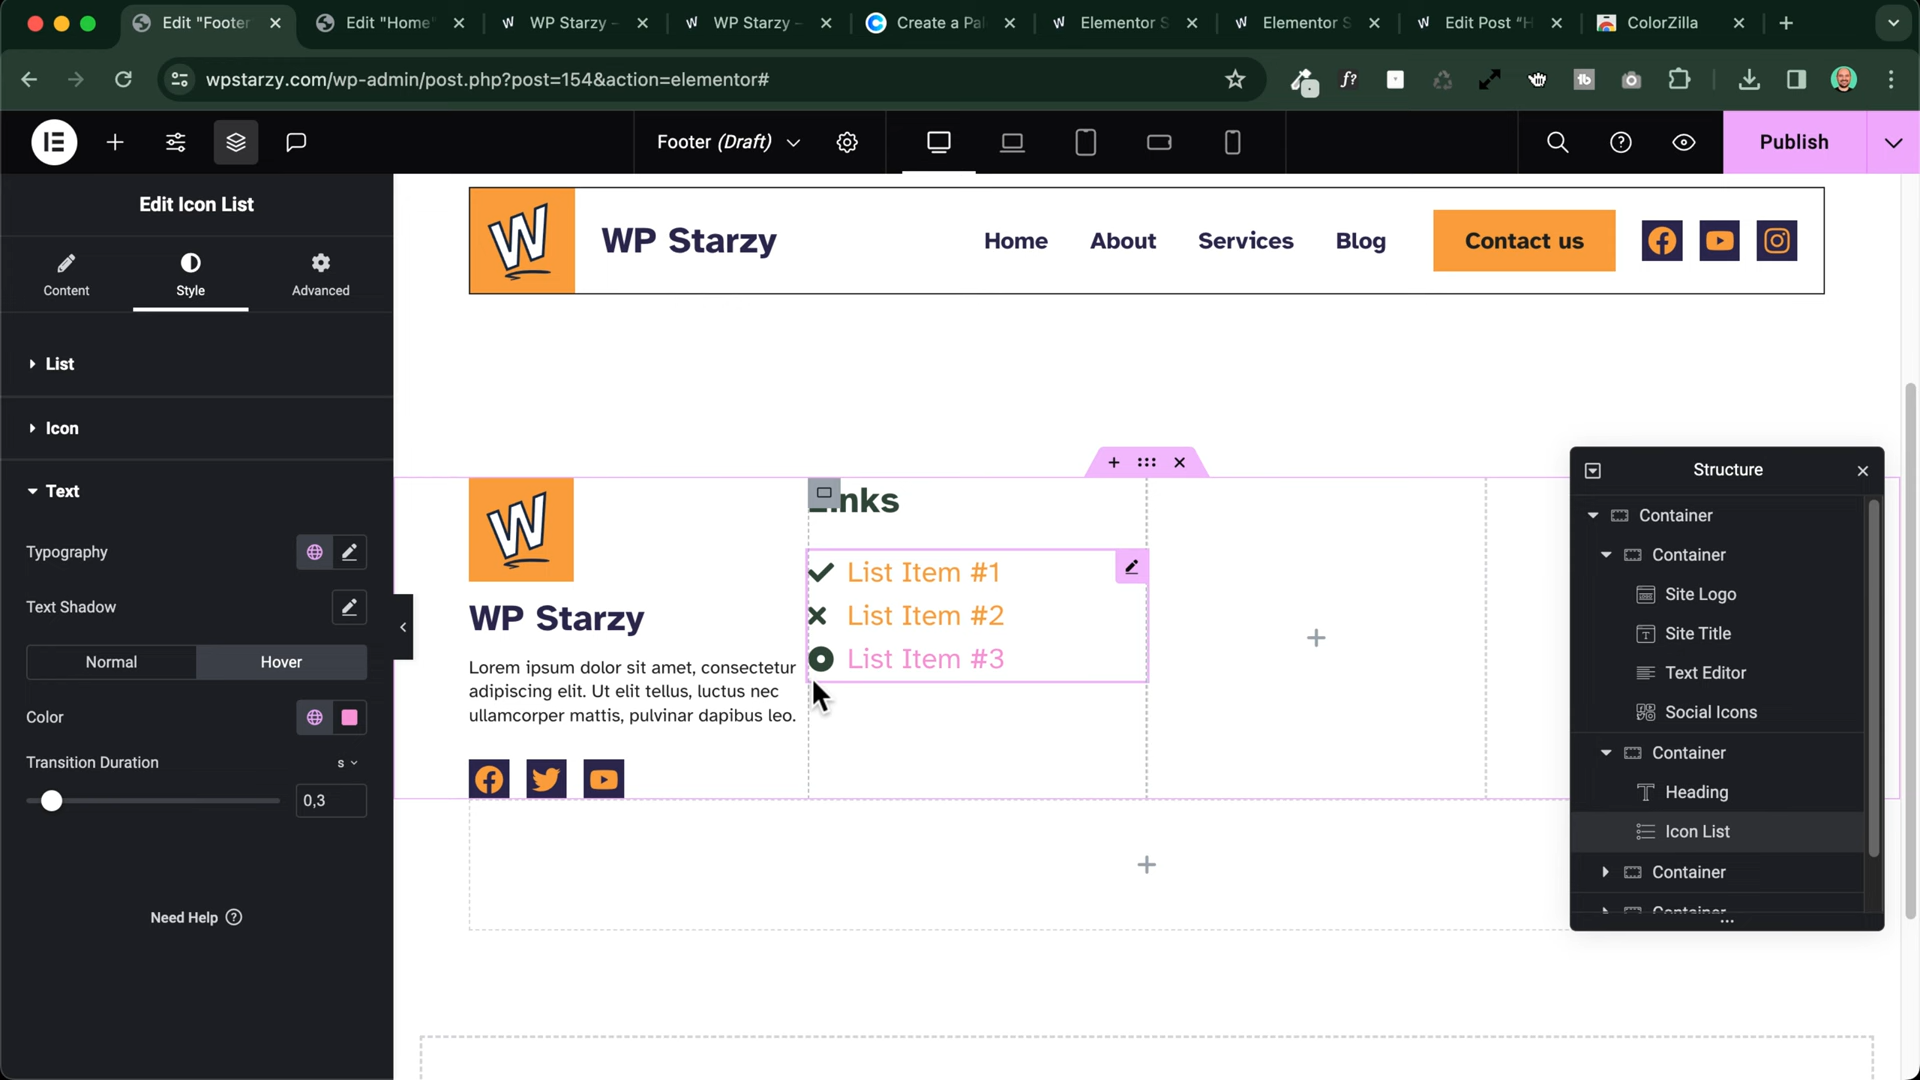 Edit "Footer
Edit "Home"
WP Starzy –
WP Starzy –
Create a Pal
Elementor S
Elementor S
Edit Post “H
ColorZilla
wpstarzy.com/wp-admin/post.php?post=154&action=elementor#
f?
tb
Footer (Draft)
Publish
Edit Icon List
Content
Style
Advanced
List
Icon
Text
Typography
Text Shadow
Normal
Hover
Color
Transition Duration
s
0,3
Need Help
W
WP Starzy
Home
About
Services
Blog
Contact us
W
WP Starzy
Lorem ipsum dolor sit amet, consectetur
adipiscing elit. Ut elit tellus, luctus nec
ullamcorper mattis, pulvinar dapibus leo.
Links
List Item #1
List Item #2
List Item #3
Structure
Container
Container
Site Logo
Site Title
Text Editor
Social Icons
Container
Heading
Icon List
Container
Container